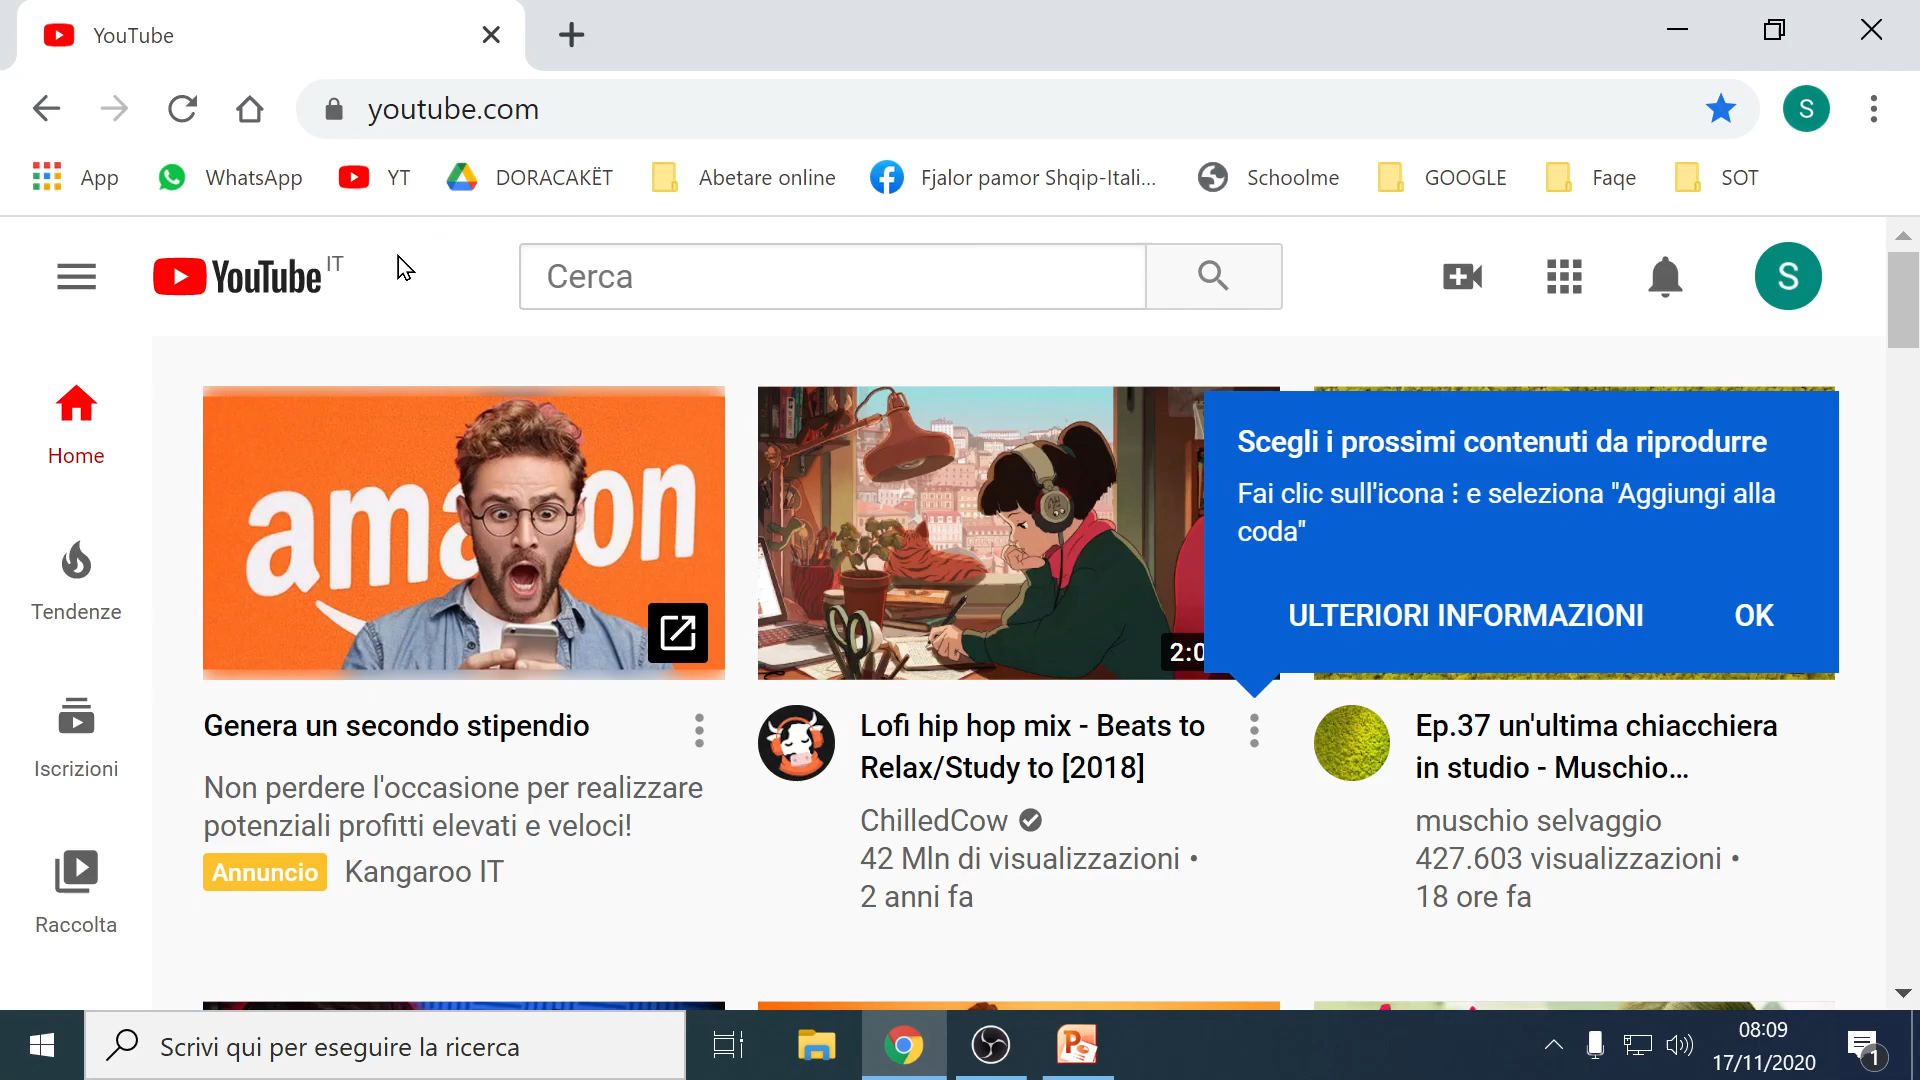 YouTube
youtube.com
S
App
WhatsApp
YT
DORACAKËT
Abetare online
Fjalor pamor Shqip-Itali...
Schoolme
GOOGLE
Faqe
SOT
YouTube IT
Cerca
S
Home
Tendenze
Iscrizioni
Raccolta
amazon
Genera un secondo stipendio
Non perdere l'occasione per realizzare
potenziali profitti elevati e veloci!
Annuncio Kangaroo IT
2:0
Lofi hip hop mix - Beats to
Relax/Study to [2018]
ChilledCow
42 Mln di visualizzazioni •
2 anni fa
Scegli i prossimi contenuti da riprodurre
Fai clic sull'icona ⋮ e seleziona "Aggiungi alla
coda"
ULTERIORI INFORMAZIONI
OK
Ep.37 un'ultima chiacchiera
in studio - Muschio...
muschio selvaggio
427.603 visualizzazioni •
18 ore fa
Scrivi qui per eseguire la ricerca
08:09
17/11/2020
1